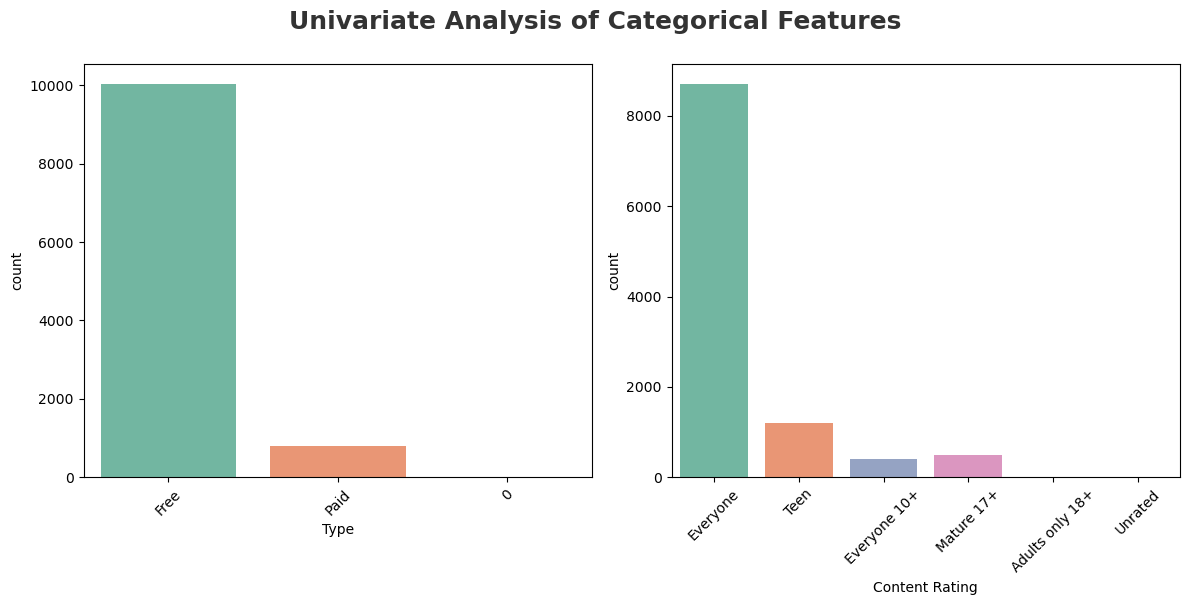 Univariate Analysis of Categorical Features
10000
8000
6000
4000
2000
0
count
Free
Paid
0
Type
8000
6000
4000
2000
0
count
Everyone
Teen
Everyone 10+
Mature 17+
Adults only 18+
Unrated
Content Rating